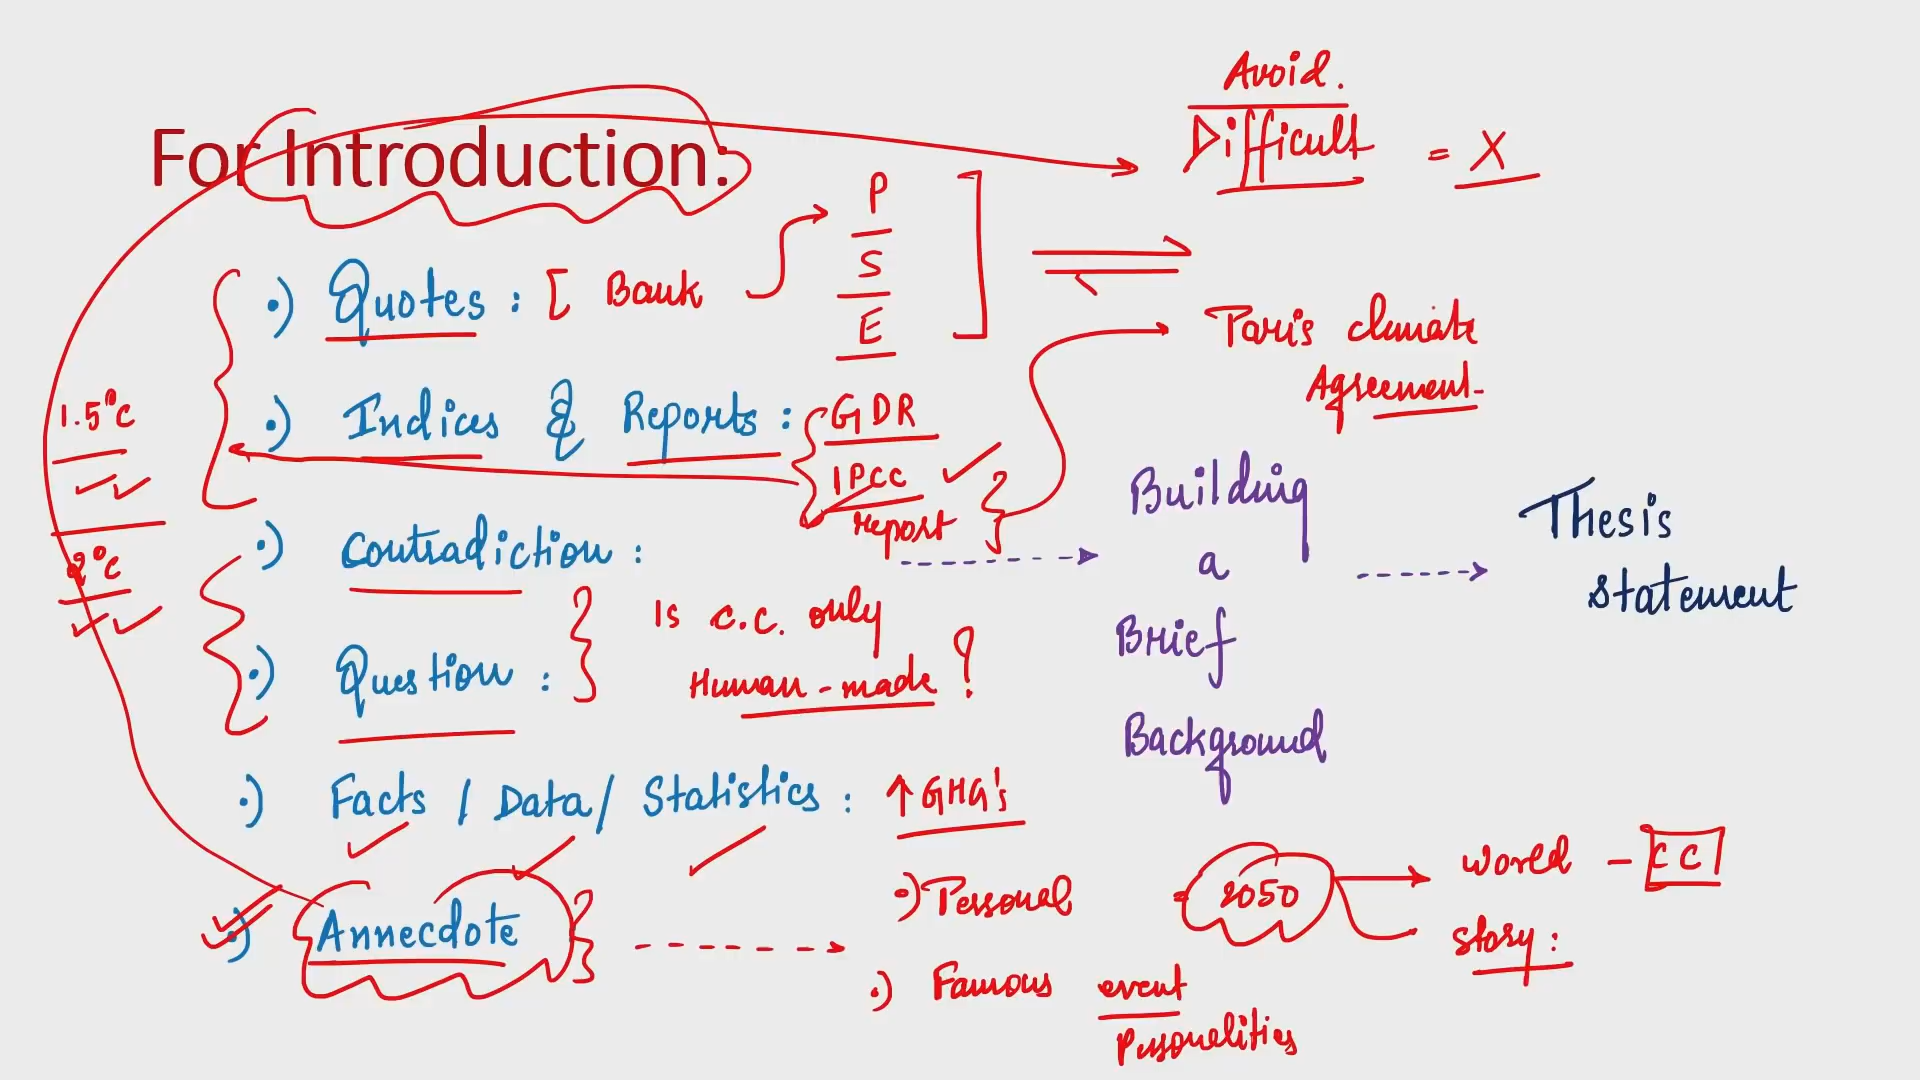 Avoid.
Difficult = X
For Introduction:
P
S
E
•) Quotes : [ Bank
Paris climate
Agreement.
1.5°C
•) Indices & Reports : GDR
IPCC
report
2°C
•) Contradiction :
Building
a
Brief
Background
Thesis
statement
•) Question : Is c.c. only
Human-made ?
•) Facts / Data / Statistics : ↑ GHG's
•) Annecdote
•) Personal = 2050
world - CC
story :
•) Famous event
Personalities